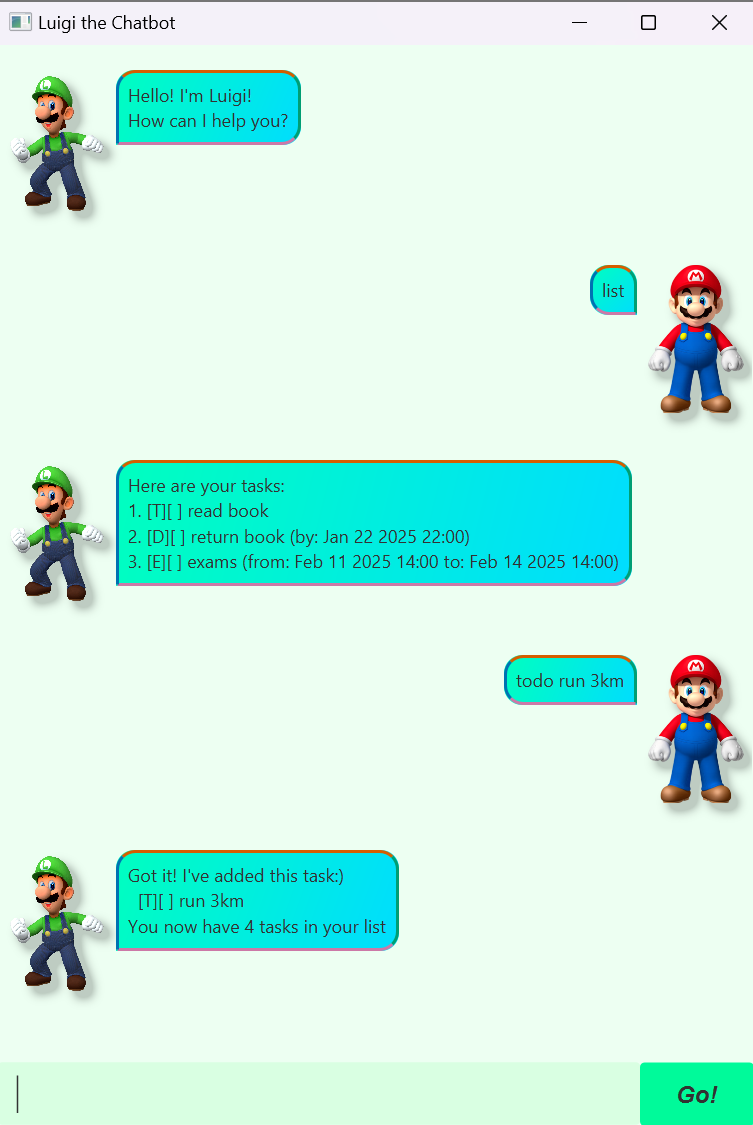 Luigi the Chatbot
Hello! I'm Luigi!
How can I help you?
list
Here are your tasks:
1. [T][ ] read book
2. [D][ ] return book (by: Jan 22 2025 22:00)
3. [E][ ] exams (from: Feb 11 2025 14:00 to: Feb 14 2025 14:00)
todo run 3km
Got it! I've added this task:)
[T][ ] run 3km
You now have 4 tasks in your list
Go!